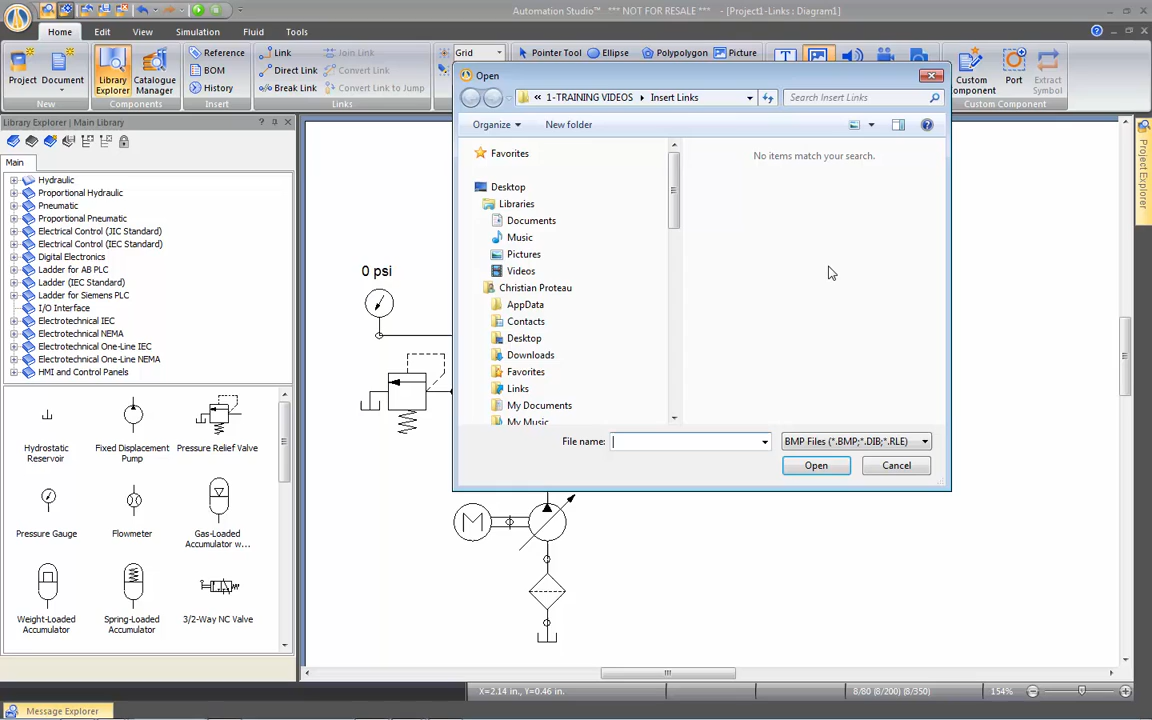 Automation Studio™ *** NOT FOR RESALE *** - [Project1-Links : Diagram1]
Home Edit View Simulation Fluid Tools
Project Document
New
Library Explorer Catalogue Manager
Components
Reference
BOM
History
Insert
Link Join Link
Direct Link Convert Link
Break Link Convert Link to Jump
Links
Grid
Pointer Tool Ellipse Polypolygon Picture
Custom Component Port Extract Symbol
Custom Component
Library Explorer | Main Library
Main
Hydraulic
Proportional Hydraulic
Pneumatic
Proportional Pneumatic
Electrical Control (JIC Standard)
Electrical Control (IEC Standard)
Digital Electronics
Ladder for AB PLC
Ladder (IEC Standard)
Ladder for Siemens PLC
I/O Interface
Electrotechnical IEC
Electrotechnical NEMA
Electrotechnical One-Line IEC
Electrotechnical One-Line NEMA
HMI and Control Panels
Hydrostatic Reservoir
Fixed Displacement Pump
Pressure Relief Valve
Pressure Gauge
Flowmeter
Gas-Loaded Accumulator w...
Weight-Loaded Accumulator
Spring-Loaded Accumulator
3/2-Way NC Valve
0 psi
M
Open
« 1-TRAINING VIDEOS Insert Links
Search Insert Links
Organize New folder
No items match your search.
Favorites
Desktop
Libraries
Documents
Music
Pictures
Videos
Christian Proteau
AppData
Contacts
Desktop
Downloads
Favorites
Links
My Documents
My Music
File name: BMP Files (*.BMP;*.DIB;*.RLE)
Open Cancel
Project Explorer
X=2.14 in., Y=0.46 in. 8/80 (8/200) (8/350) 154%
Message Explorer